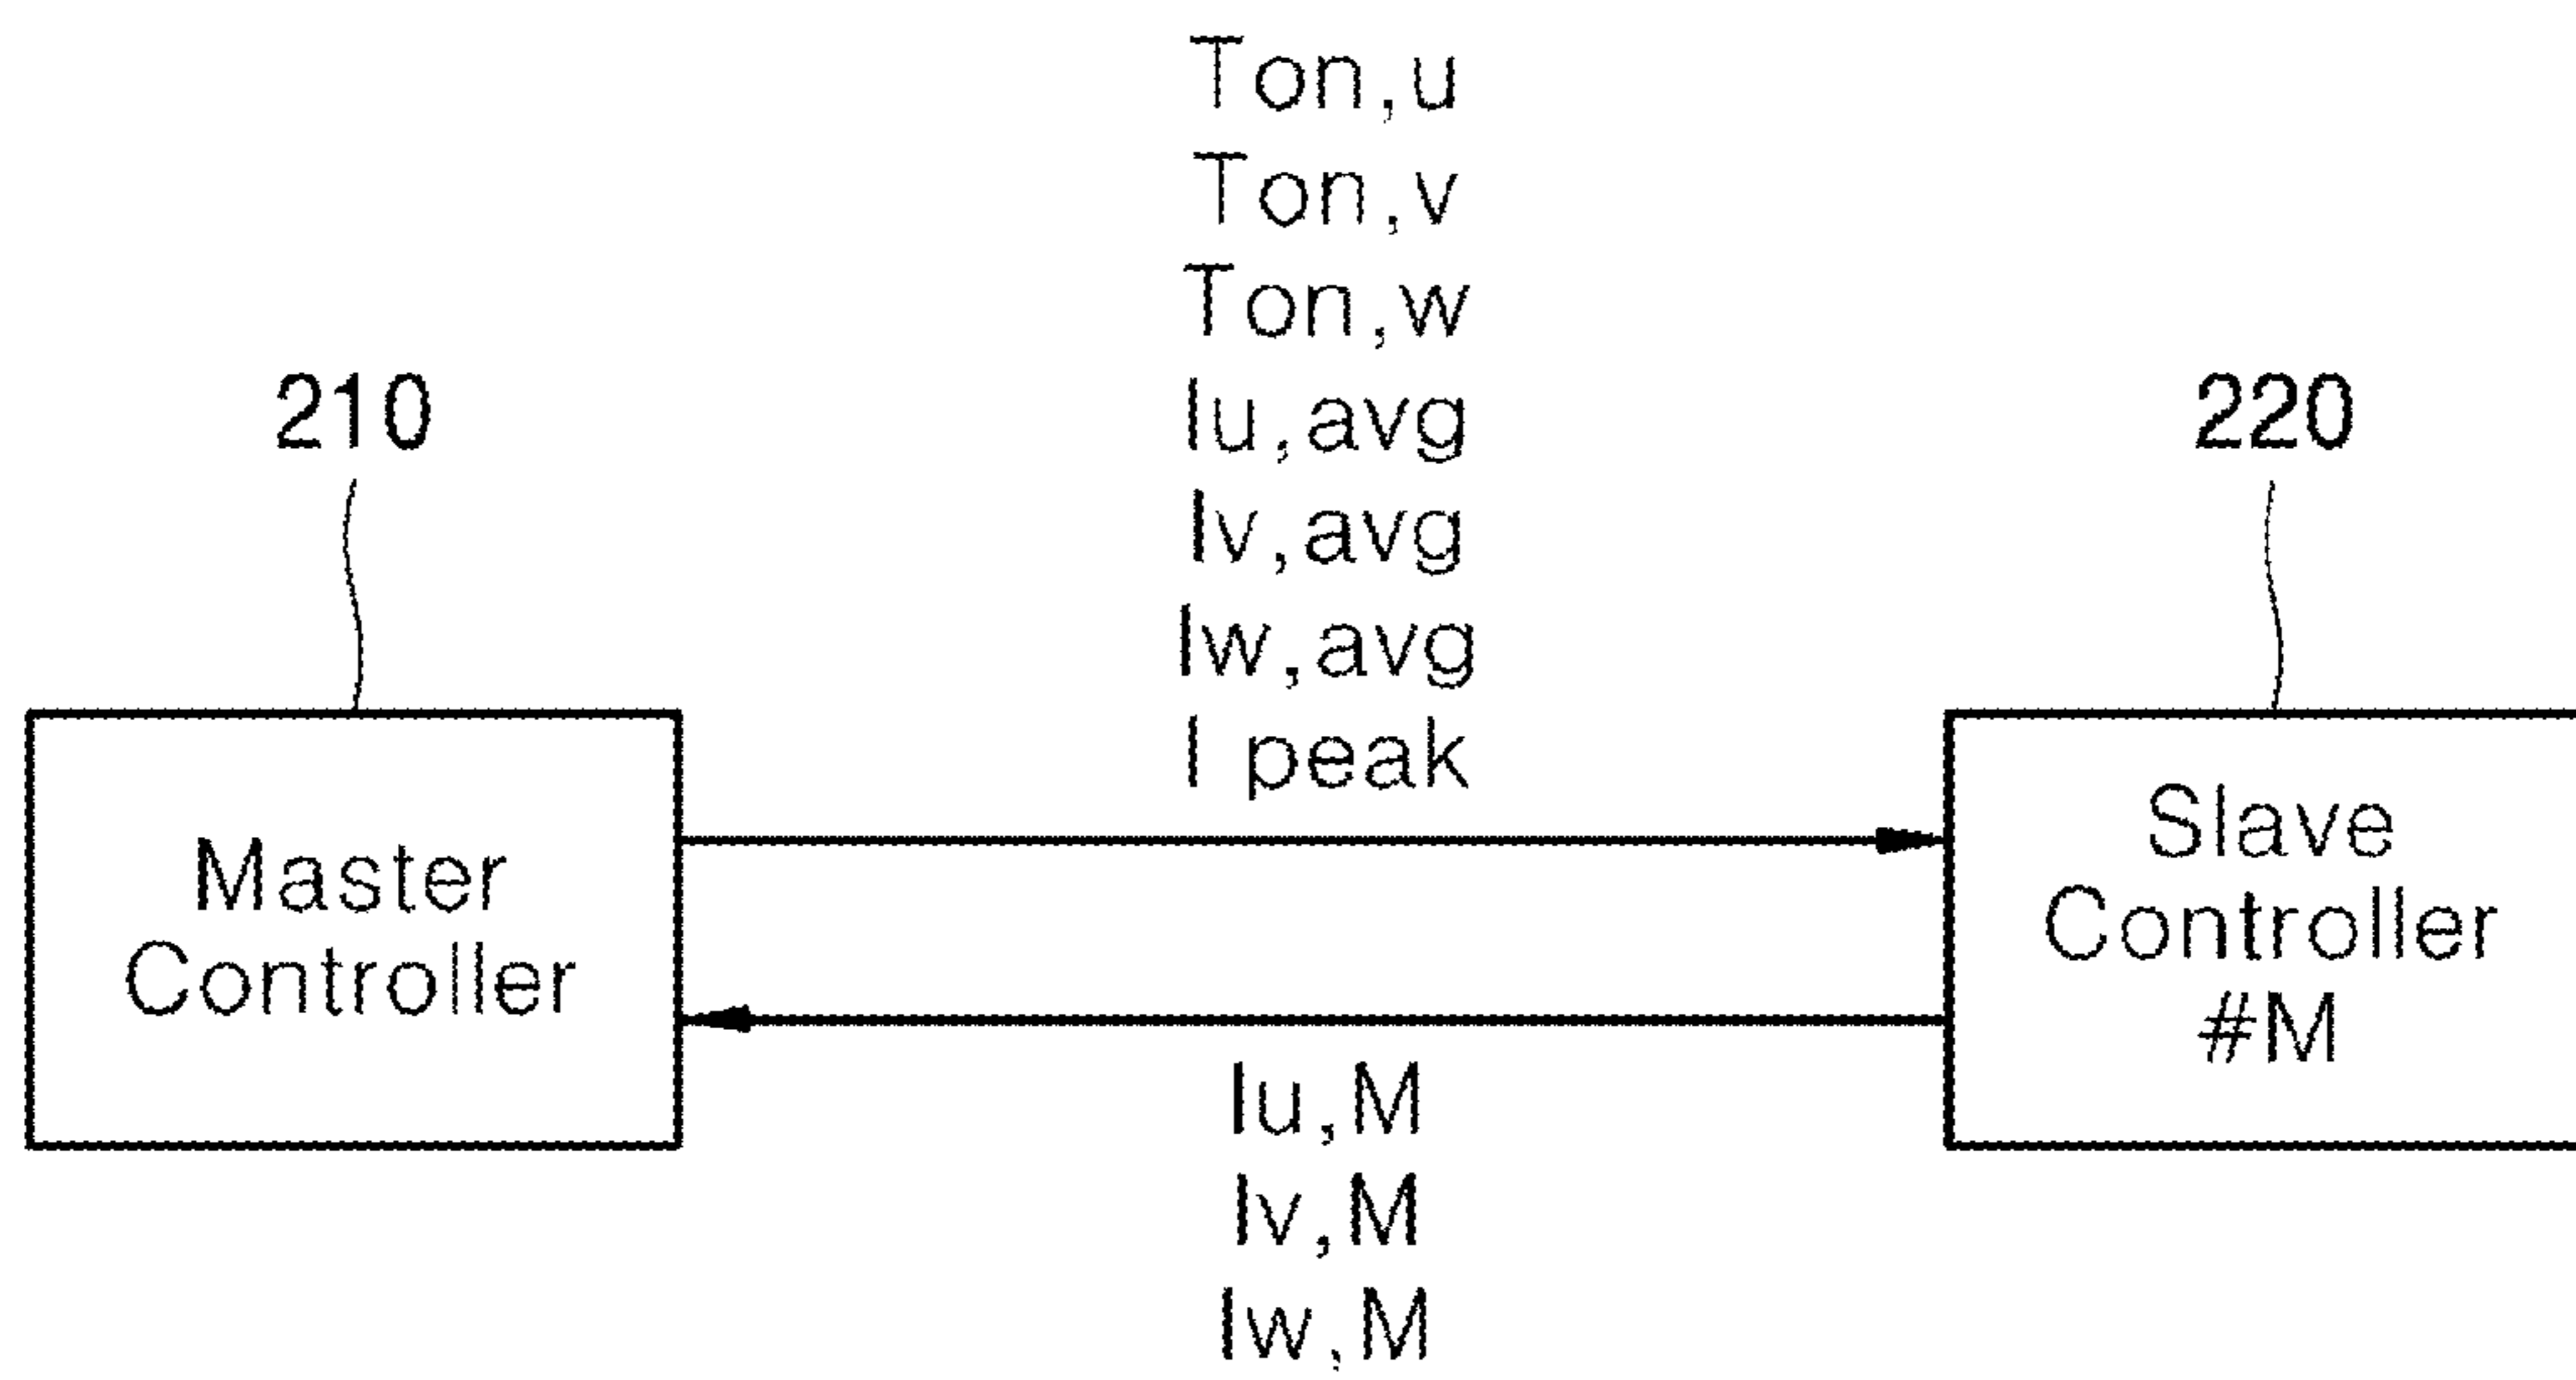 Ton,u
Ton,v
Ton,w
Iu,avg
Iv,avg
Iw,avg
I peak
210
220
Master
Controller
Slave
Controller
#M
Iu,M
Iv,M
Iw,M